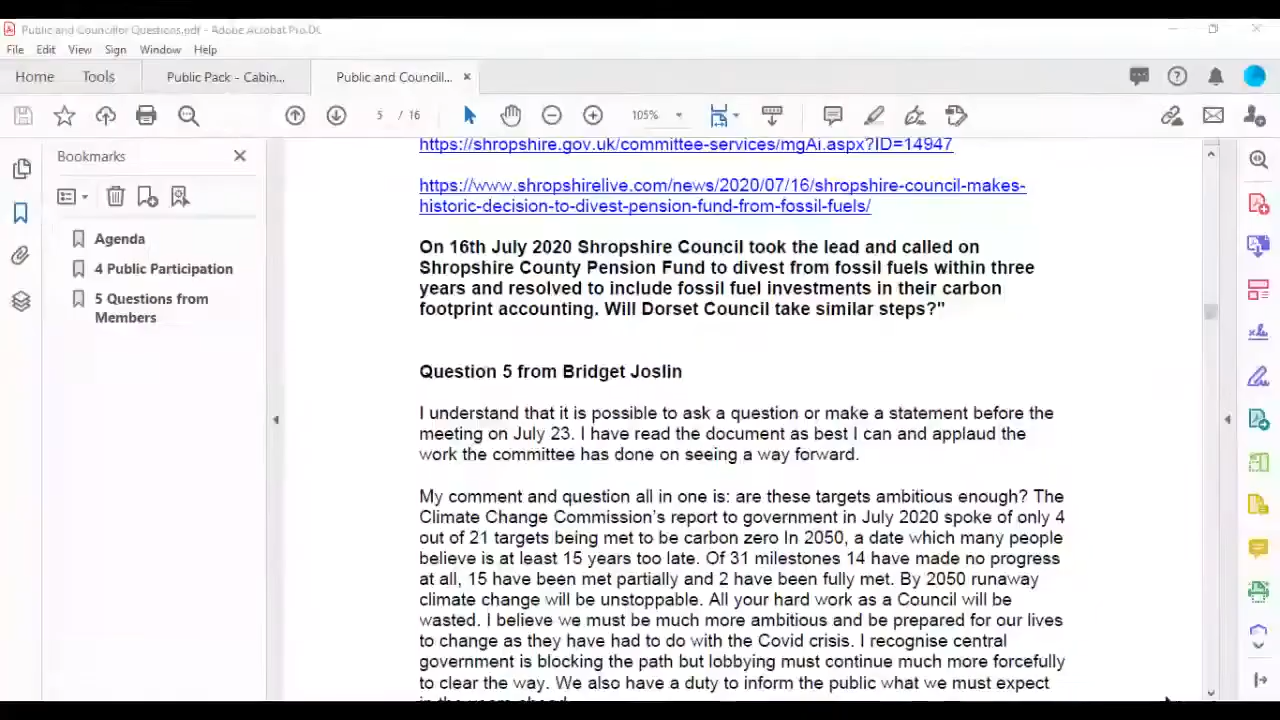 Public and Councillor Questions.pdf - Adobe Acrobat Pro DC
File Edit View Sign Window Help
Home Tools Public Pack - Cabin... Public and Council... ×
5 / 16 105%
Bookmarks
Agenda
4 Public Participation
5 Questions from
Members
https://shropshire.gov.uk/committee-services/mgAi.aspx?ID=14947
https://www.shropshirelive.com/news/2020/07/16/shropshire-council-makes-
historic-decision-to-divest-pension-fund-from-fossil-fuels/
On 16th July 2020 Shropshire Council took the lead and called on
Shropshire County Pension Fund to divest from fossil fuels within three
years and resolved to include fossil fuel investments in their carbon
footprint accounting. Will Dorset Council take similar steps?"
Question 5 from Bridget Joslin
I understand that it is possible to ask a question or make a statement before the
meeting on July 23. I have read the document as best I can and applaud the
work the committee has done on seeing a way forward.
My comment and question all in one is: are these targets ambitious enough? The
Climate Change Commission's report to government in July 2020 spoke of only 4
out of 21 targets being met to be carbon zero In 2050, a date which many people
believe is at least 15 years too late. Of 31 milestones 14 have made no progress
at all, 15 have been met partially and 2 have been fully met. By 2050 runaway
climate change will be unstoppable. All your hard work as a Council will be
wasted. I believe we must be much more ambitious and be prepared for our lives
to change as they have had to do with the Covid crisis. I recognise central
government is blocking the path but lobbying must continue much more forcefully
to clear the way. We also have a duty to inform the public what we must expect